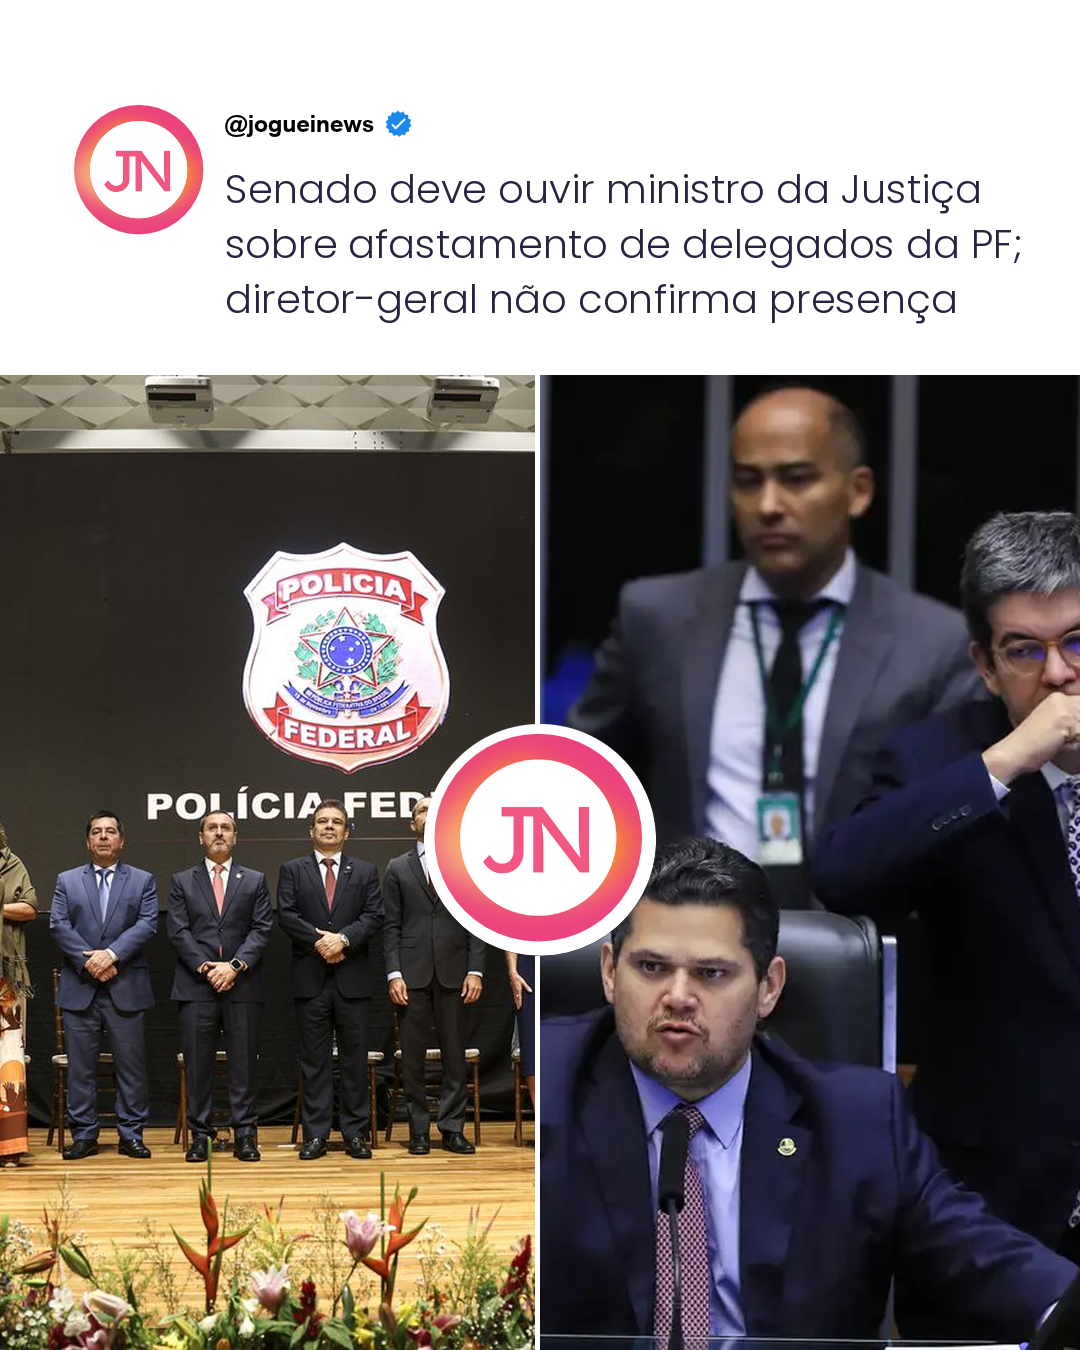 JN
@jogueinews
Senado deve ouvir ministro da Justiça
sobre afastamento de delegados da PF;
diretor-geral não confirma presença
POLÍCIA
FEDERAL
POLÍCIA FED
JN